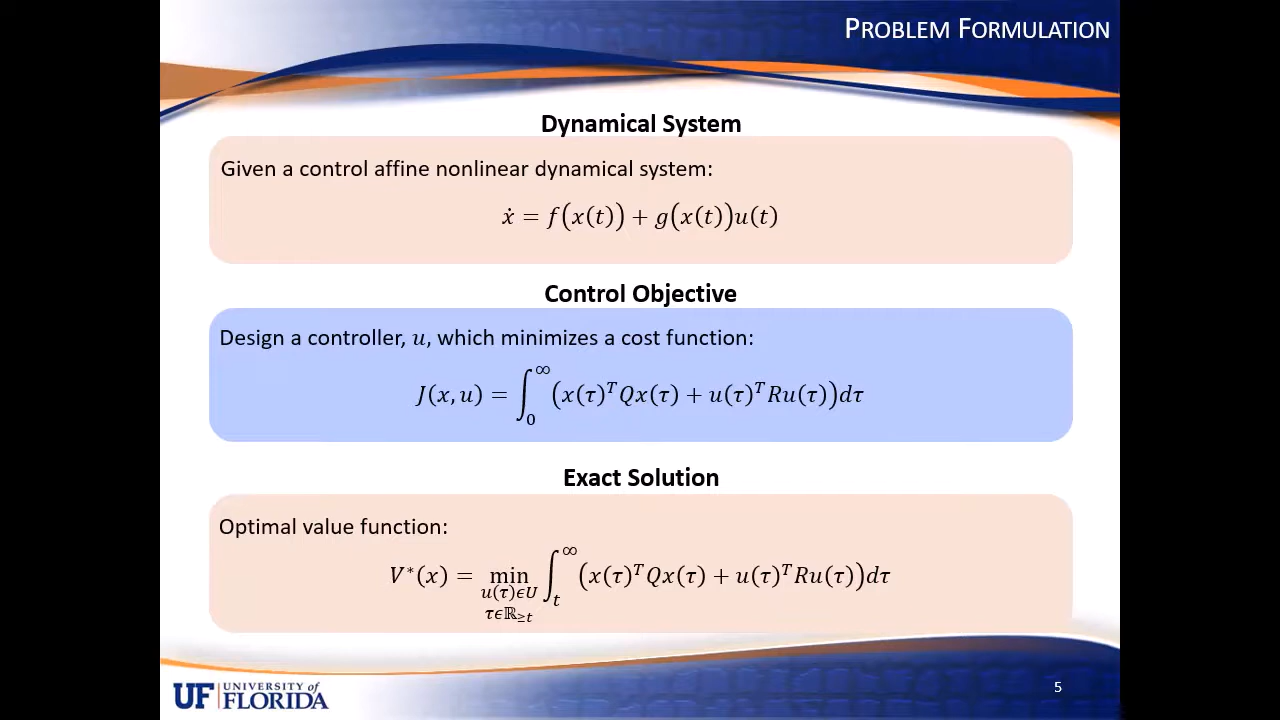 PROBLEM FORMULATION
Dynamical System
Given a control affine nonlinear dynamical system:
ẋ = f(x(t)) + g(x(t))u(t)
Control Objective
Design a controller, u, which minimizes a cost function:
J(x, u) = ∫₀^∞ (x(τ)ᵀQx(τ) + u(τ)ᵀRu(τ))dτ
Exact Solution
Optimal value function:
V*(x) = min ∫ₜ^∞ (x(τ)ᵀQx(τ) + u(τ)ᵀRu(τ))dτ
u(τ)ϵU
τϵℝ≥t
UF UNIVERSITY of
FLORIDA
5